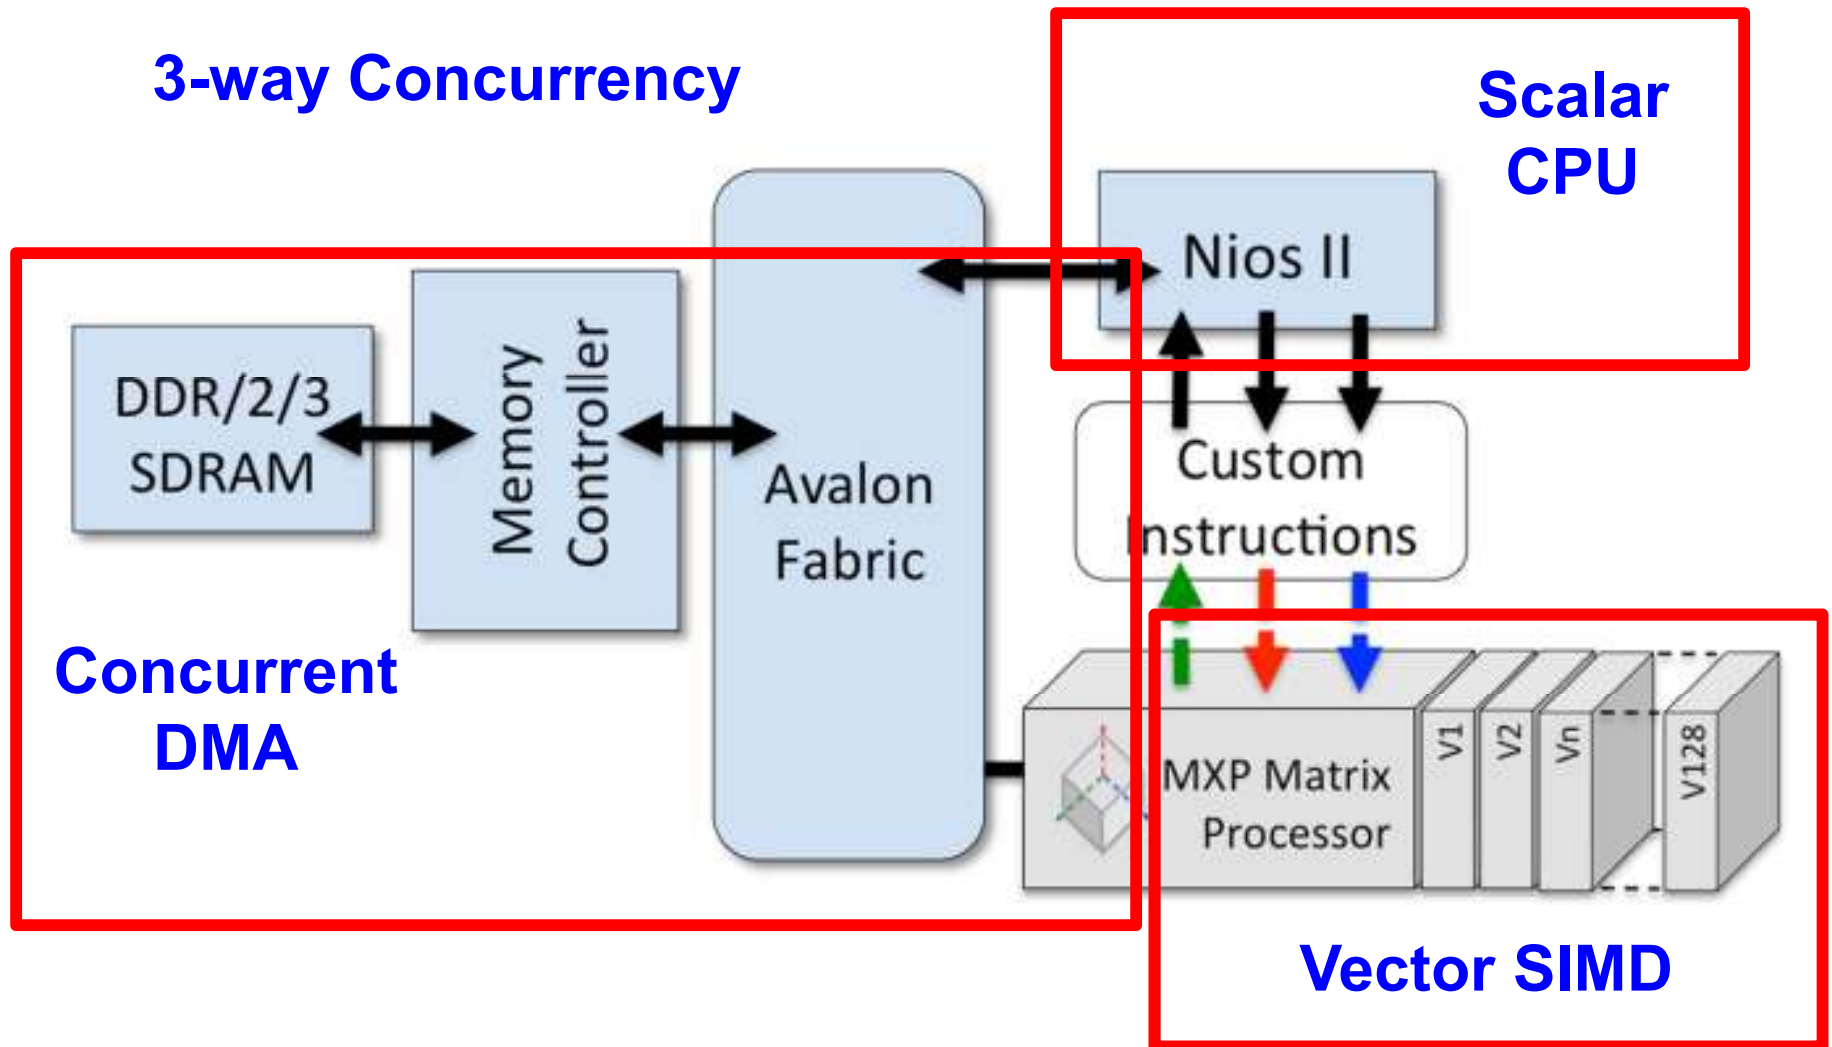 3-way Concurrency
Scalar
CPU
Nios II
DDR/2/3
SDRAM
Memory
Controller
Avalon
Fabric
Custom
Instructions
Concurrent
DMA
MXP Matrix
Processor
V1
V2
Vn
V128
Vector SIMD